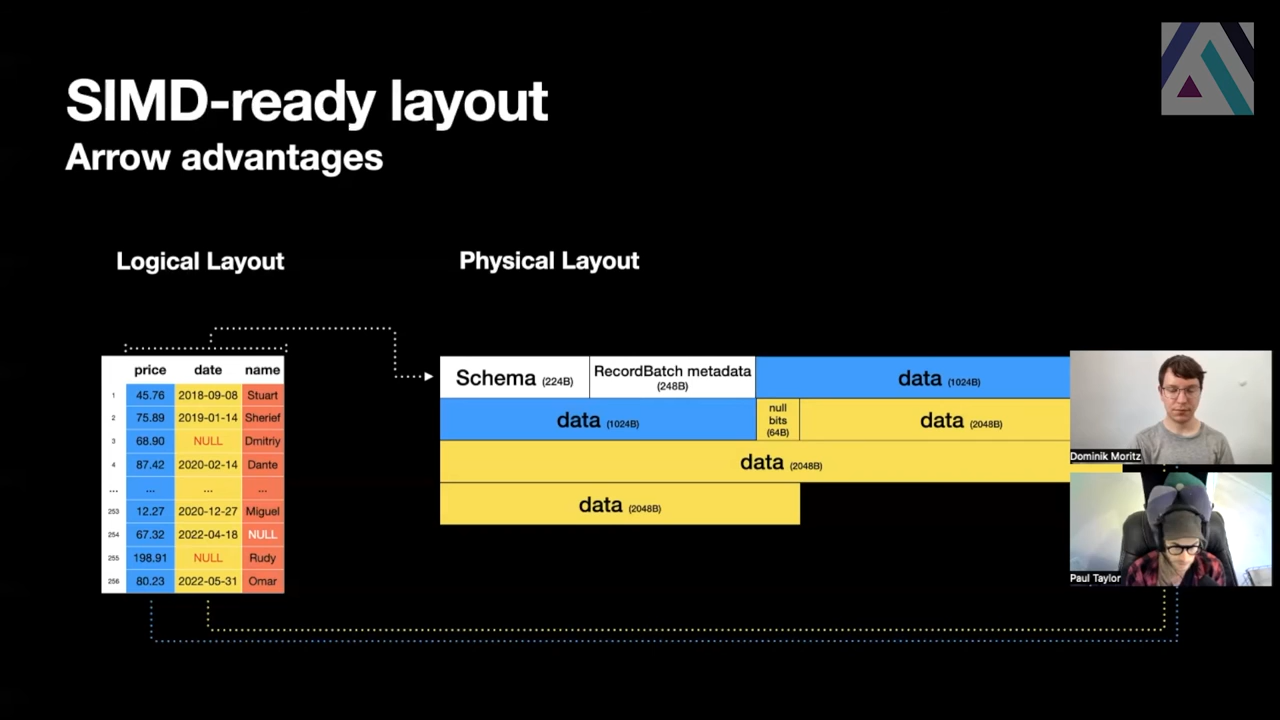 SIMD-ready layout
Arrow advantages
Logical Layout
Physical Layout
price date name
1 45.76 2018-09-08 Stuart
2 75.89 2019-01-14 Sherief
3 68.90 NULL Dmitriy
4 87.42 2020-02-14 Dante
... ... ... ...
253 12.27 2020-12-27 Miguel
254 67.32 2022-04-18 NULL
255 198.91 NULL Rudy
256 80.23 2022-05-31 Omar
Schema (224B)
RecordBatch metadata
(248B)
data (1024B)
data (1024B)
null
bits
(64B)
data (2048B)
data (2048B)
data (2048B)
Dominik Moritz
Paul Taylor